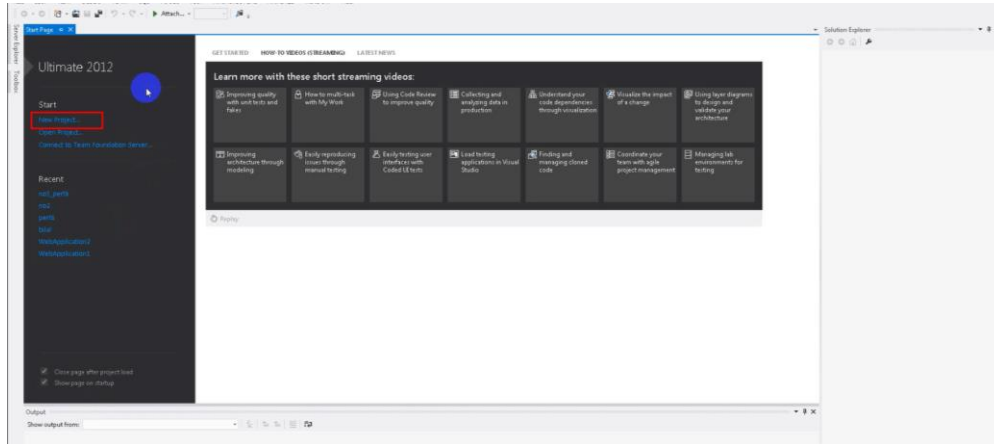 Attach...
Server Explorer
Toolbox
Start Page
Solution Explorer
GET STARTED HOW-TO VIDEOS (STREAMING) LATEST NEWS
Ultimate 2012
Learn more with these short streaming videos:
Improving quality
with unit tests and
fakes
How to multi-task
with My Work
Using Code Review
to improve quality
Collecting and
analyzing data in
production
Understand your
code dependencies
through visualization
Visualize the impact
of a change
Using layer diagrams
to design and
validate your
architecture
Start
New Project...
Open Project...
Connect to Team Foundation Server...
Improving
architecture through
modeling
Easily reproducing
issues through
manual testing
Easily testing user
interfaces with
Coded UI tests
Load testing
applications in Visual
Studio
Finding and
managing cloned
code
Coordinate your
team with agile
project management
Managing lab
environments for
testing
Recent
WebApplication2
WebApplication1
Replay
Close page after project load
Show page on startup
Output
Show output from: